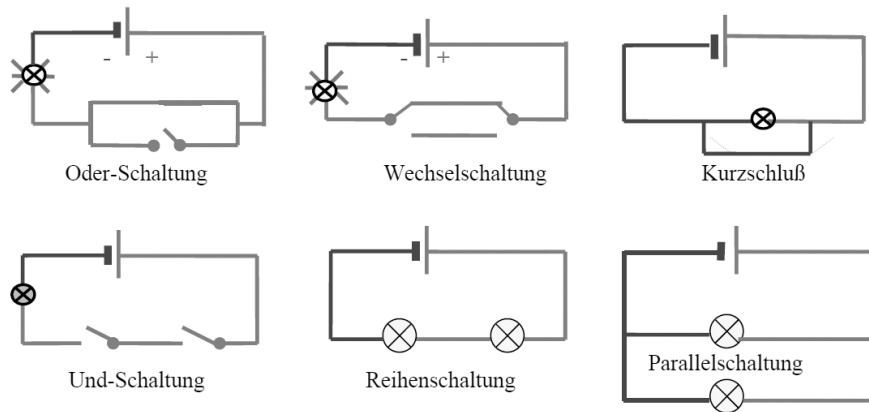 - +
- +
Oder-Schaltung
Wechselschaltung
Kurzschluß
Und-Schaltung
Reihenschaltung
Parallelschaltung